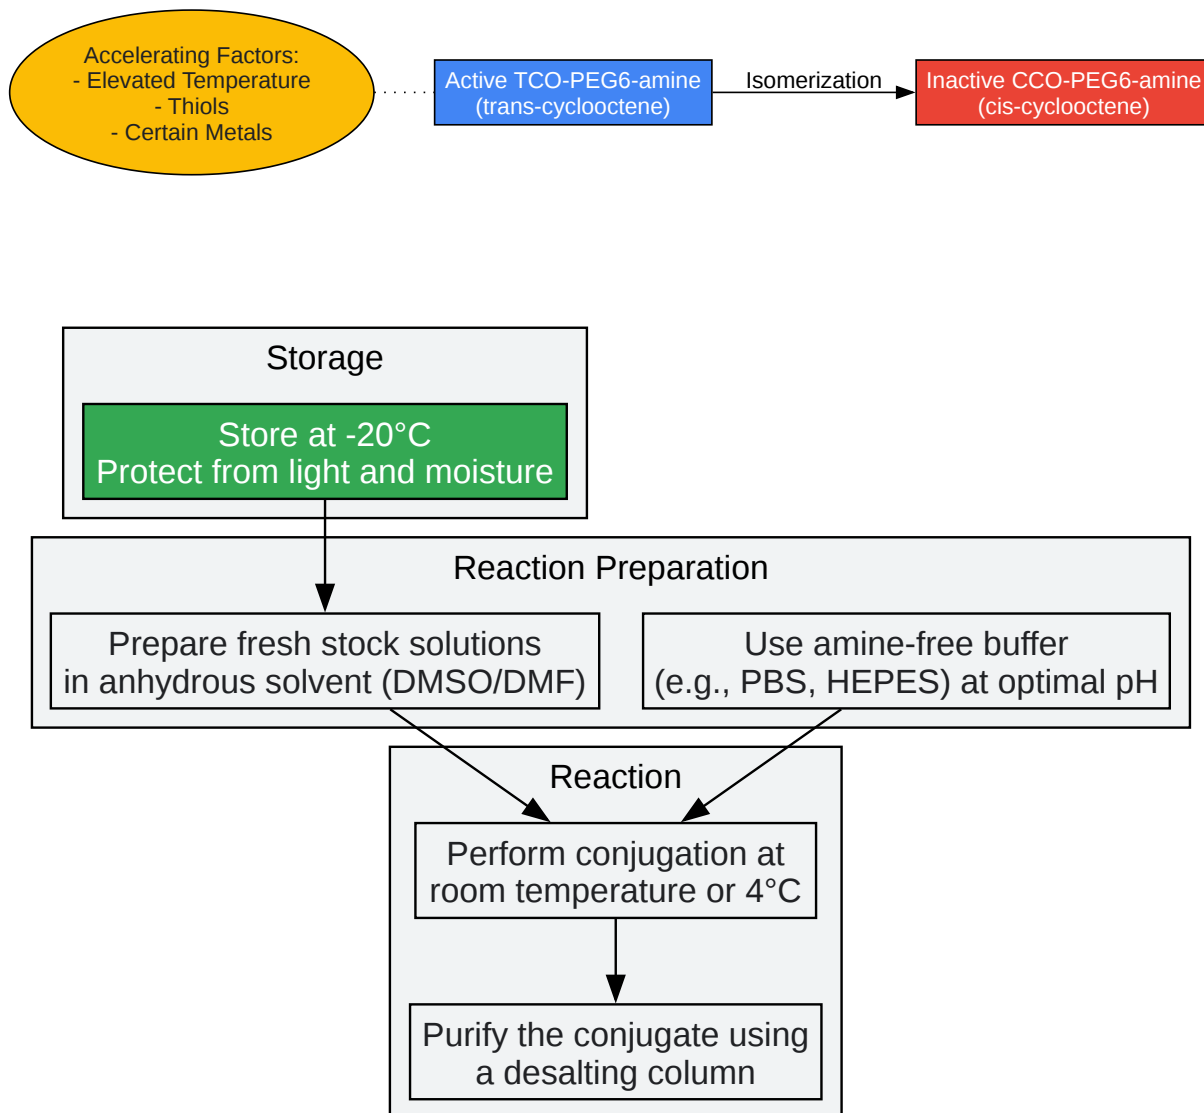 Accelerating Factors:
- Elevated Temperature
- Thiols
- Certain Metals
Active TCO-PEG6-amine
(trans-cyclooctene)
Isomerization
Inactive CCO-PEG6-amine
(cis-cyclooctene)
Storage
Store at -20°C
Protect from light and moisture
Reaction Preparation
Prepare fresh stock solutions
in anhydrous solvent (DMSO/DMF)
Use amine-free buffer
(e.g., PBS, HEPES) at optimal pH
Reaction
Perform conjugation at
room temperature or 4°C
Purify the conjugate using
a desalting column